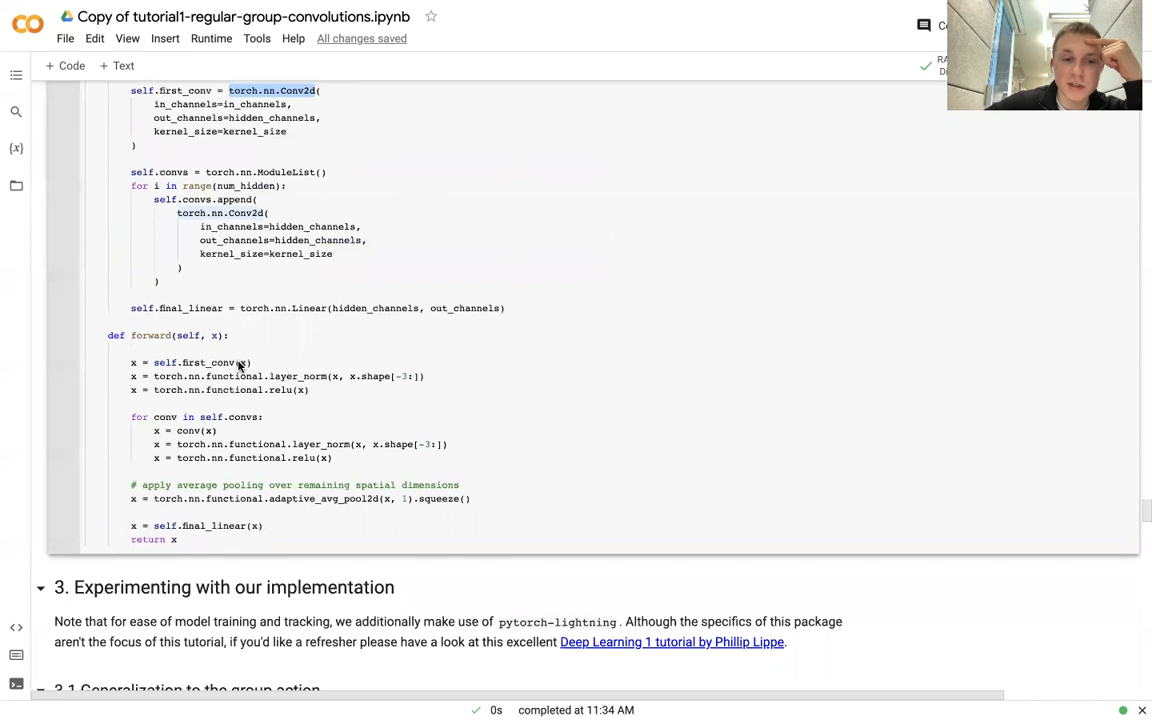 Copy of tutorial1-regular-group-convolutions.ipynb
File Edit View Insert Runtime Tools Help All changes saved
+ Code + Text
self.first_conv = torch.nn.Conv2d(
in_channels=in_channels,
out_channels=hidden_channels,
kernel_size=kernel_size
)
self.convs = torch.nn.ModuleList()
for i in range(num_hidden):
self.convs.append(
torch.nn.Conv2d(
in_channels=hidden_channels,
out_channels=hidden_channels,
kernel_size=kernel_size
)
)
self.final_linear = torch.nn.Linear(hidden_channels, out_channels)
def forward(self, x):
x = self.first_conv(x)
x = torch.nn.functional.layer_norm(x, x.shape[-3:])
x = torch.nn.functional.relu(x)
for conv in self.convs:
x = conv(x)
x = torch.nn.functional.layer_norm(x, x.shape[-3:])
x = torch.nn.functional.relu(x)
# apply average pooling over remaining spatial dimensions
x = torch.nn.functional.adaptive_avg_pool2d(x, 1).squeeze()
x = self.final_linear(x)
return x
3. Experimenting with our implementation
Note that for ease of model training and tracking, we additionally make use of pytorch-lightning. Although the specifics of this package
aren't the focus of this tutorial, if you'd like a refresher please have a look at this excellent Deep Learning 1 tutorial by Phillip Lippe.
3.1 Generalization to the group action
0s completed at 11:34 AM